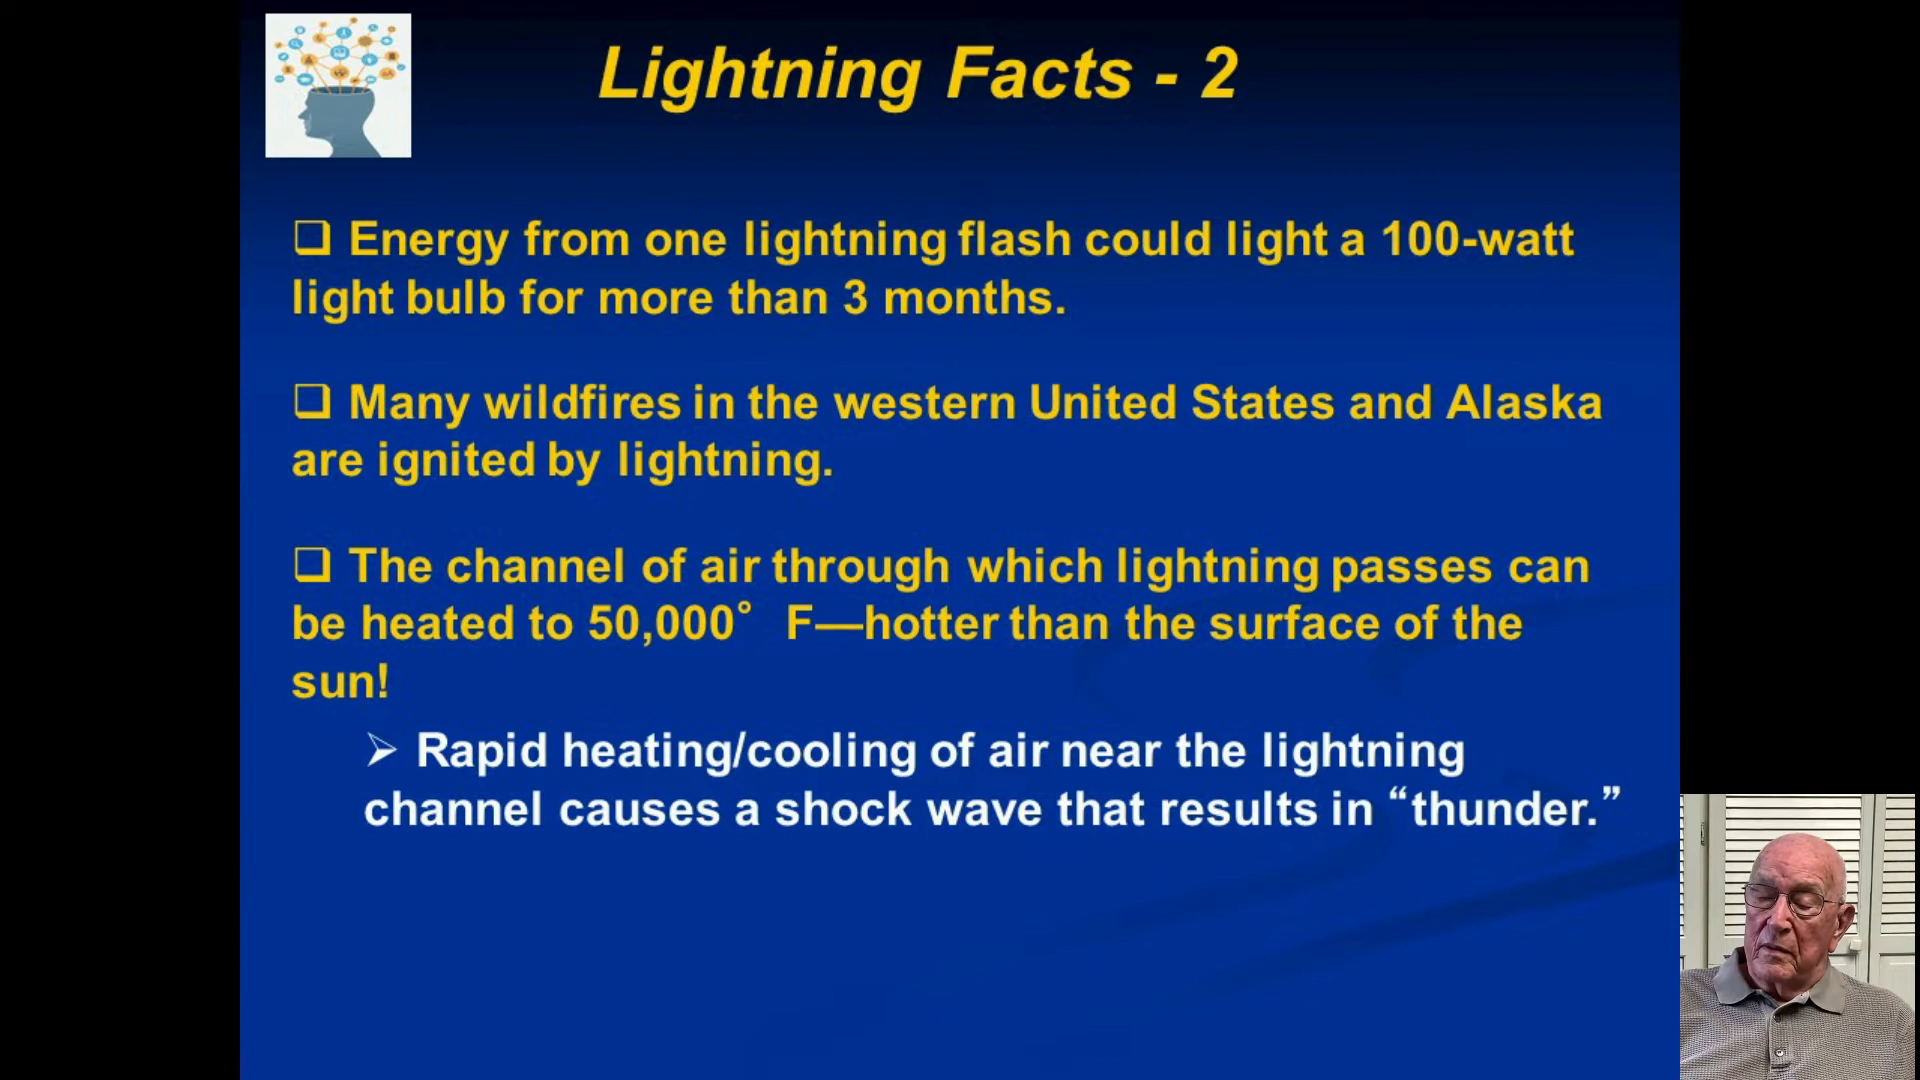 Lightning Facts - 2
❑ Energy from one lightning flash could light a 100-watt
light bulb for more than 3 months.
❑ Many wildfires in the western United States and Alaska
are ignited by lightning.
❑ The channel of air through which lightning passes can
be heated to 50,000° F—hotter than the surface of the
sun!
➢ Rapid heating/cooling of air near the lightning
channel causes a shock wave that results in “thunder.”